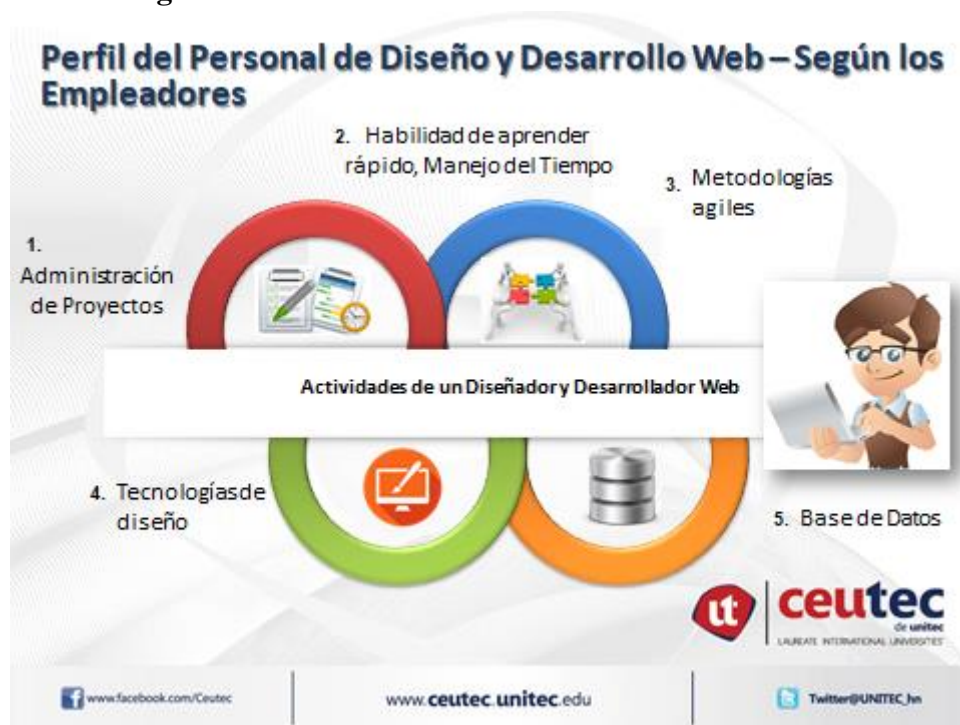 Perfil del Personal de Diseño y Desarrollo Web – Según los
Empleadores
2. Habilidad de aprender
rápido, Manejo del Tiempo
3. Metodologías
agiles
1.
Administración
de Proyectos
Actividades de un Diseñador y Desarrollador Web
4. Tecnologías de
diseño
5. Base de Datos
ut
ceutec
de unitec
LAUREATE INTERNATIONAL UNIVERSITIES
www.facebook.com/Ceutec
www.ceutec.unitec.edu
Twitter@UNITEC_hn